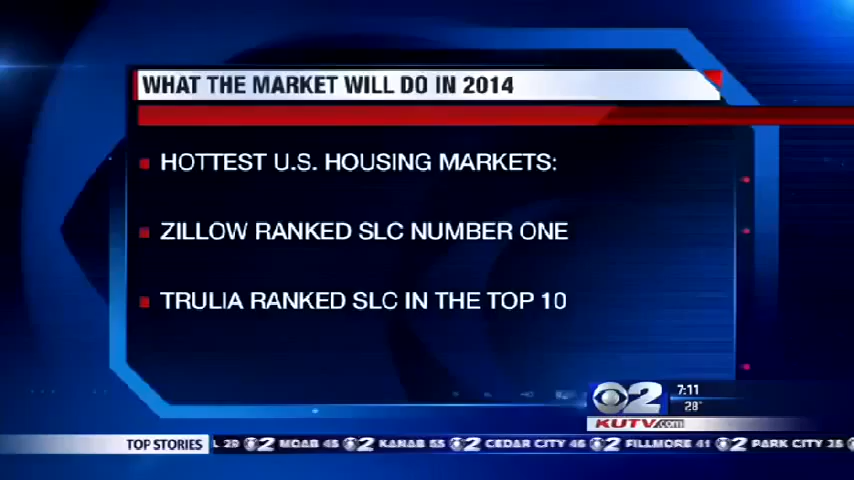 WHAT THE MARKET WILL DO IN 2014
HOTTEST U.S. HOUSING MARKETS:
ZILLOW RANKED SLC NUMBER ONE
TRULIA RANKED SLC IN THE TOP 10
2
7:11
28°
KUTV.com
TOP STORIES
L 29 2 MOAB 45 2 KANAB 55 2 CEDAR CITY 46 2 FILLMORE 41 2 PARK CITY 35